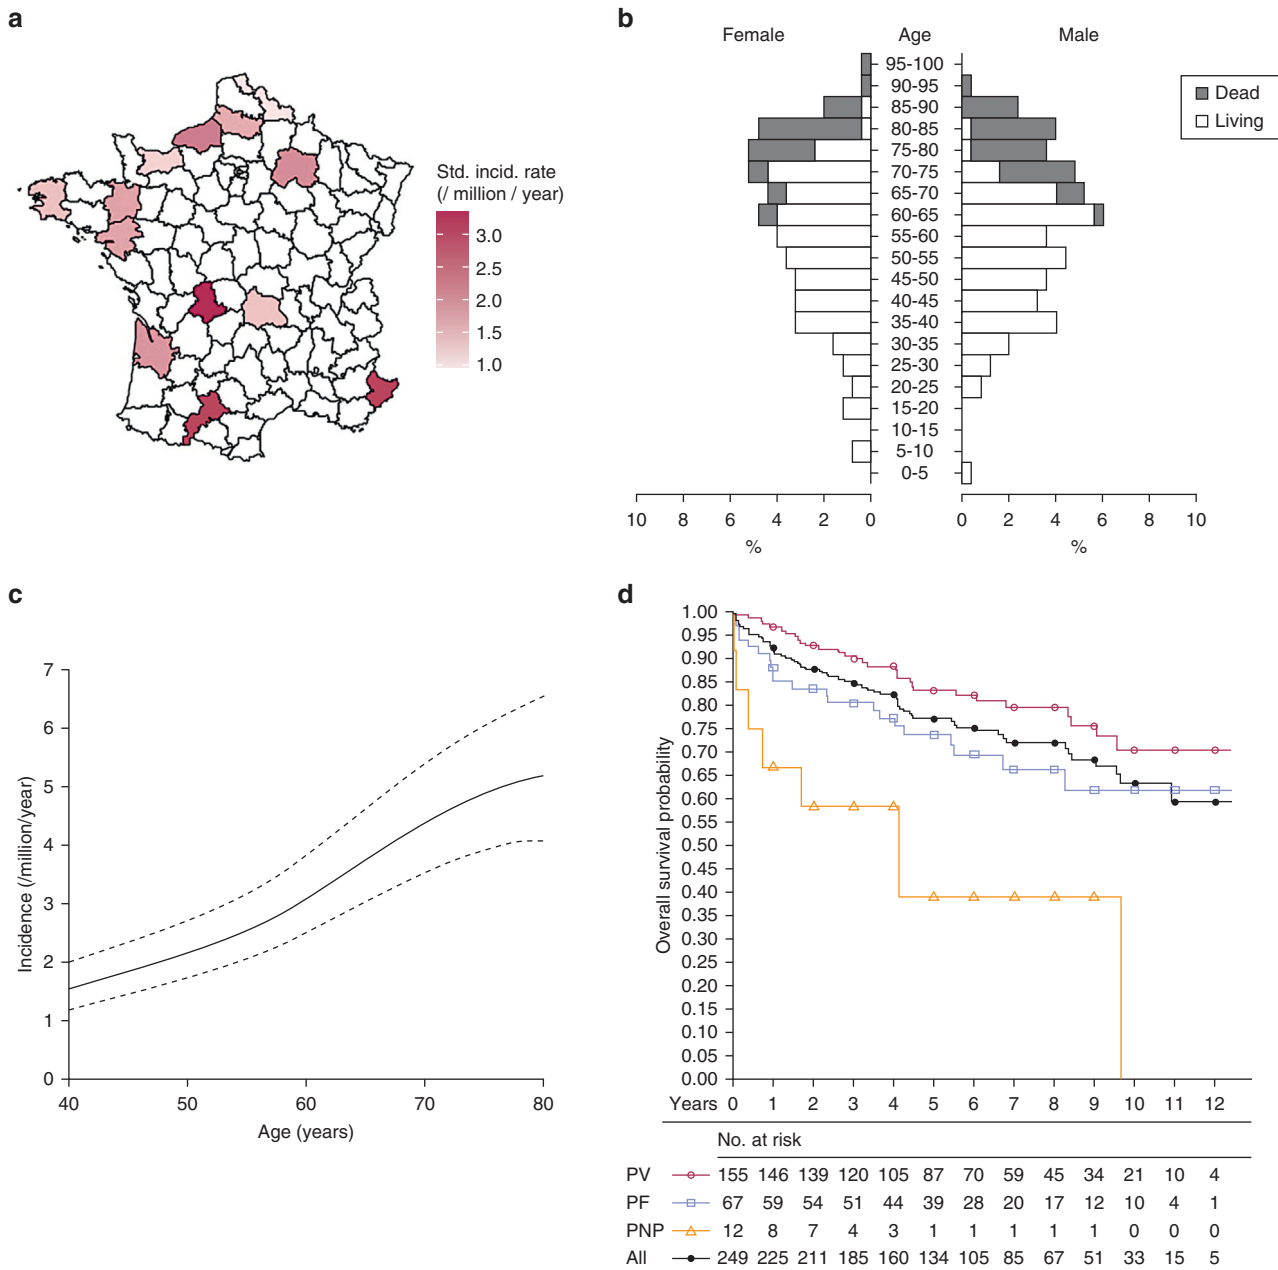 a
Std. incid. rate
(/ million / year)
3.0
2.5
2.0
1.5
1.0
b
Female Age Male
95-100
90-95
85-90
80-85
75-80
70-75
65-70
60-65
55-60
50-55
45-50
40-45
35-40
30-35
25-30
20-25
15-20
10-15
5-10
0-5
Dead
Living
10 8 6 4 2 0 0 2 4 6 8 10
% %
c
Incidence (/million/year)
7
6
5
4
3
2
1
0
40 50 60 70 80
Age (years)
d
Overall survival probability
1.00
0.95
0.90
0.85
0.80
0.75
0.70
0.65
0.60
0.55
0.50
0.45
0.40
0.35
0.30
0.25
0.20
0.15
0.10
0.05
0.00
Years 0 1 2 3 4 5 6 7 8 9 10 11 12
No. at risk
PV 155 146 139 120 105 87 70 59 45 34 21 10 4
PF 67 59 54 51 44 39 28 20 17 12 10 4 1
PNP 12 8 7 4 3 1 1 1 1 1 0 0 0
All 249 225 211 185 160 134 105 85 67 51 33 15 5